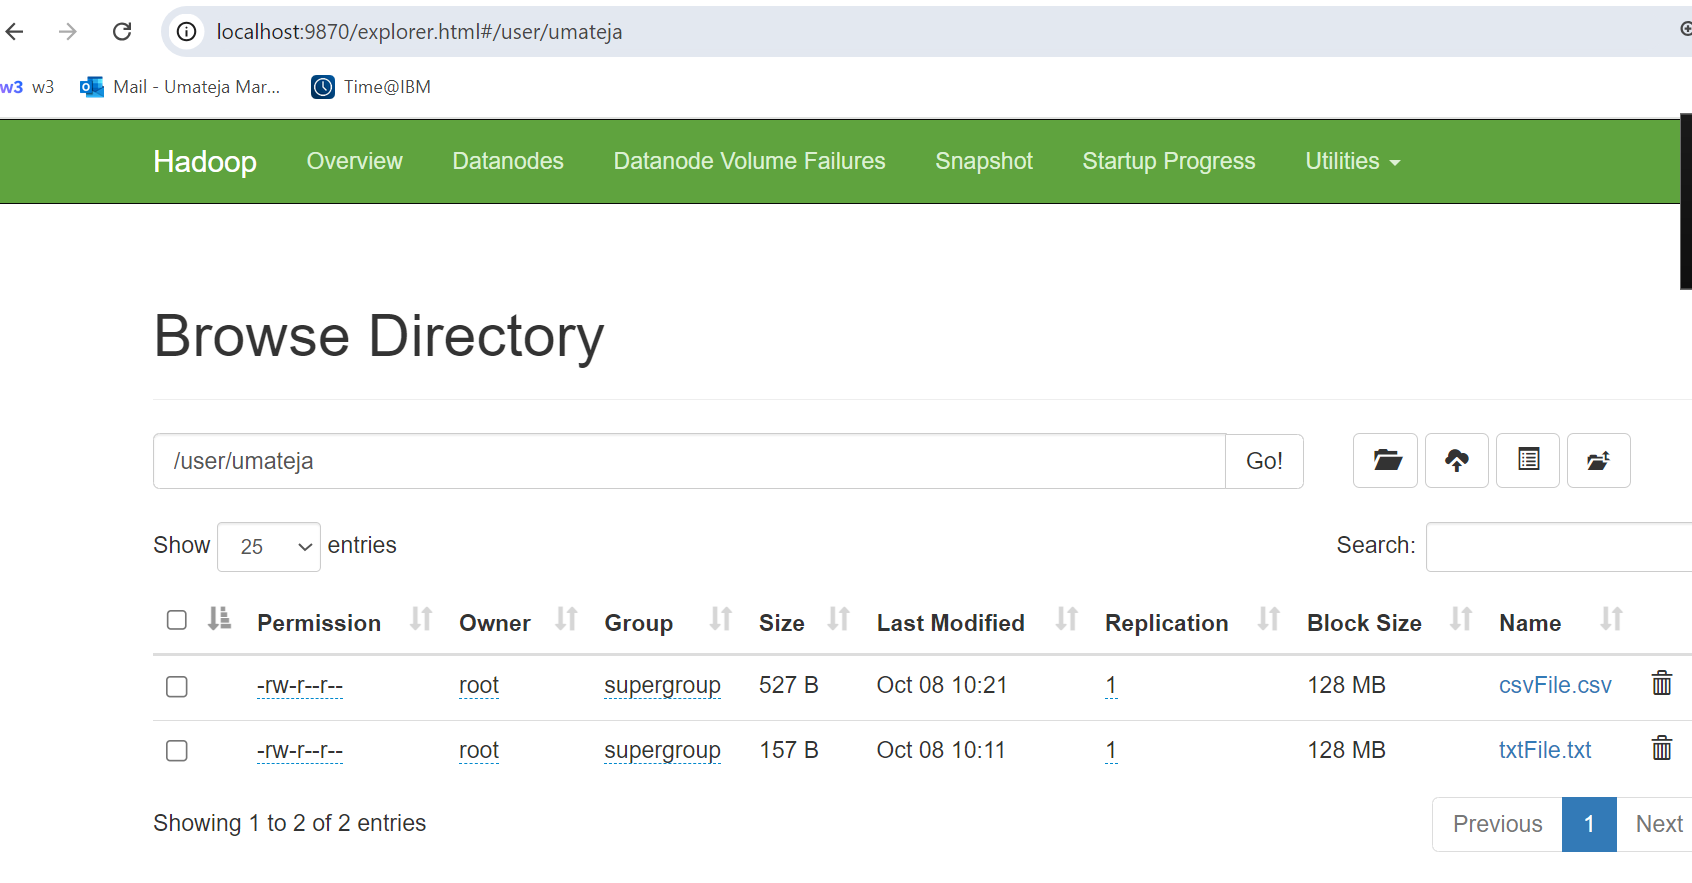 localhost:9870/explorer.html#/user/umateja
w3 w3 Mail - Umateja Mar... Time@IBM
Hadoop Overview Datanodes Datanode Volume Failures Snapshot Startup Progress Utilities
Browse Directory
/user/umateja Go!
Show 25 entries Search:
Permission Owner Group Size Last Modified Replication Block Size Name
-rw-r--r-- root supergroup 527 B Oct 08 10:21 1 128 MB csvFile.csv
-rw-r--r-- root supergroup 157 B Oct 08 10:11 1 128 MB txtFile.txt
Showing 1 to 2 of 2 entries Previous 1 Next